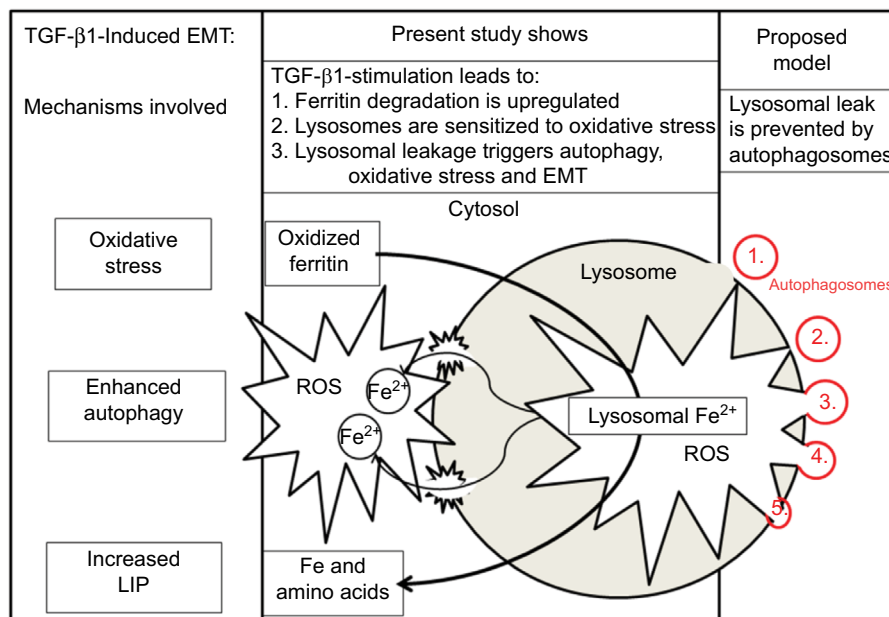 TGF-β1-Induced EMT:
Mechanisms involved
Present study shows
TGF-β1-stimulation leads to:
1. Ferritin degradation is upregulated
2. Lysosomes are sensitized to oxidative stress
3. Lysosomal leakage triggers autophagy,
oxidative stress and EMT
Proposed
model
Lysosomal leak
is prevented by
autophagosomes
Cytosol
Oxidative
stress
Oxidized
ferritin
Lysosome
1.
Autophagosomes
2.
Enhanced
autophagy
ROS
Fe²⁺
Fe²⁺
Lysosomal Fe²⁺
ROS
3.
4.
5.
Increased
LIP
Fe and
amino acids